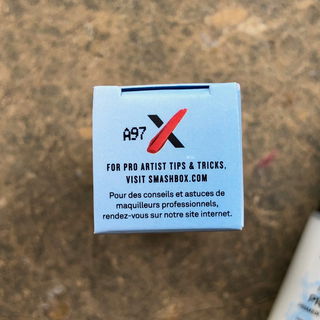 A97 X
FOR PRO ARTIST TIPS & TRICKS,
VISIT SMASHBOX.COM
Pour des conseils et astuces de
maquilleurs professionnels,
rendez-vous sur notre site internet.